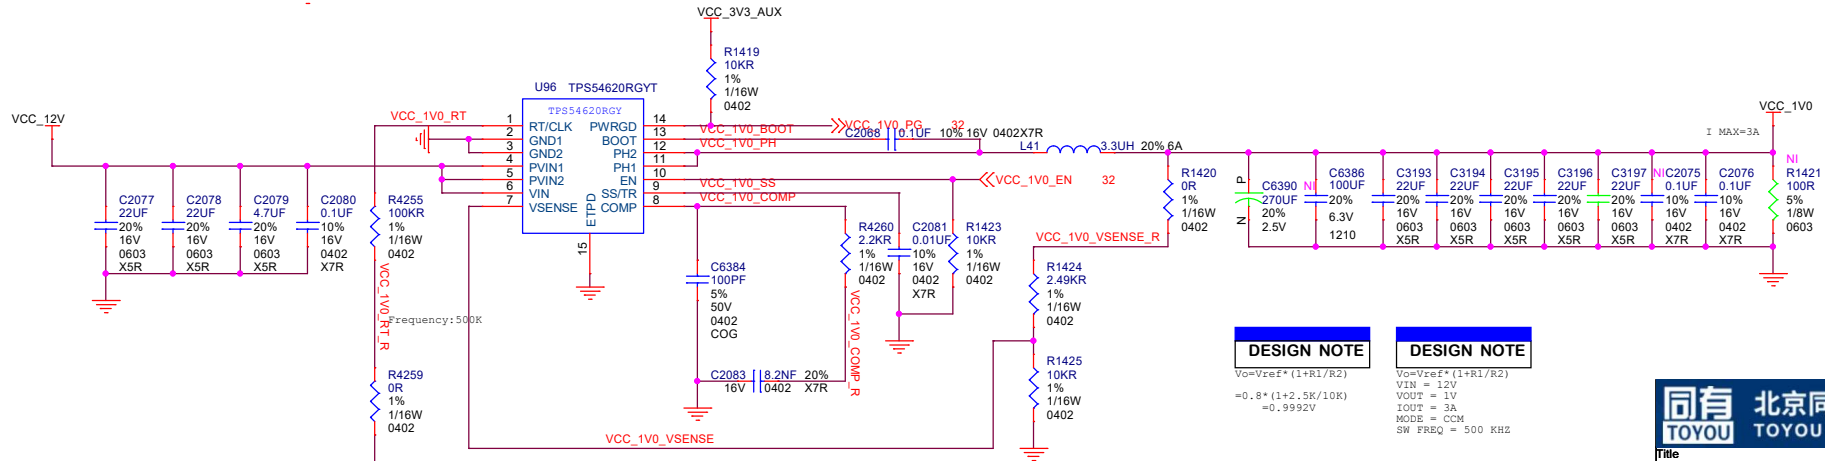 VCC_3V3_AUX
R1419
10KR
1%
1/16W
0402
U96 TPS54620RGYT
TPS54620RGY
VCC_12V
VCC_1V0_RT
1 RT/CLK PWRGD 14
2 GND1 BOOT 13
3 GND2 PH2 12
4 PVIN1 PH1 11
5 PVIN2 EN 10
6 VIN SS/TR 9
7 VSENSE COMP 8
ETPD
15
VCC_1V0_PG 32
VCC_1V0_BOOT
VCC_1V0_PH
C2068 0.1UF 10% 16V 0402X7R
L41 3.3UH 20% 6A
VCC_1V0_EN 32
VCC_1V0_SS
VCC_1V0_COMP
VCC_1V0
I MAX=3A
C2077
22UF
20%
16V
0603
X5R
C2078
22UF
20%
16V
0603
X5R
C2079
4.7UF
20%
16V
0603
X5R
C2080
0.1UF
10%
16V
0402
X7R
R4255
100KR
1%
1/16W
0402
VCC_1V0_RT_R
Frequency:500K
R4259
0R
1%
1/16W
0402
C6384
100PF
5%
50V
0402
COG
R4260
2.2KR
1%
1/16W
0402
C2081
0.01UF
10%
16V
0402
X7R
R1423
10KR
1%
1/16W
0402
VCC_1V0_COMP_R
C2083 8.2NF 20%
16V 0402 X7R
VCC_1V0_VSENSE
VCC_1V0_VSENSE_R
R1420
0R
1%
1/16W
0402
R1424
2.49KR
1%
1/16W
0402
R1425
10KR
1%
1/16W
0402
P
N
C6390
270UF
20%
2.5V
NI
C6386
100UF
20%
6.3V
1210
C3193
22UF
20%
16V
0603
X5R
C3194
22UF
20%
16V
0603
X5R
C3195
22UF
20%
16V
0603
X5R
C3196
22UF
20%
16V
0603
X5R
C3197
22UF
20%
16V
0603
X5R
NI
C2075
0.1UF
10%
16V
0402
X7R
C2076
0.1UF
10%
16V
0402
X7R
NI
R1421
100R
5%
1/8W
0603
DESIGN NOTE
Vo=Vref*(1+R1/R2)
=0.8*(1+2.5K/10K)
=0.9992V
DESIGN NOTE
Vo=Vref*(1+R1/R2)
VIN = 12V
VOUT = 1V
IOUT = 3A
MODE = CCM
SW FREQ = 500 KHZ
同有 北京同
TOYOU TOYOU
Title